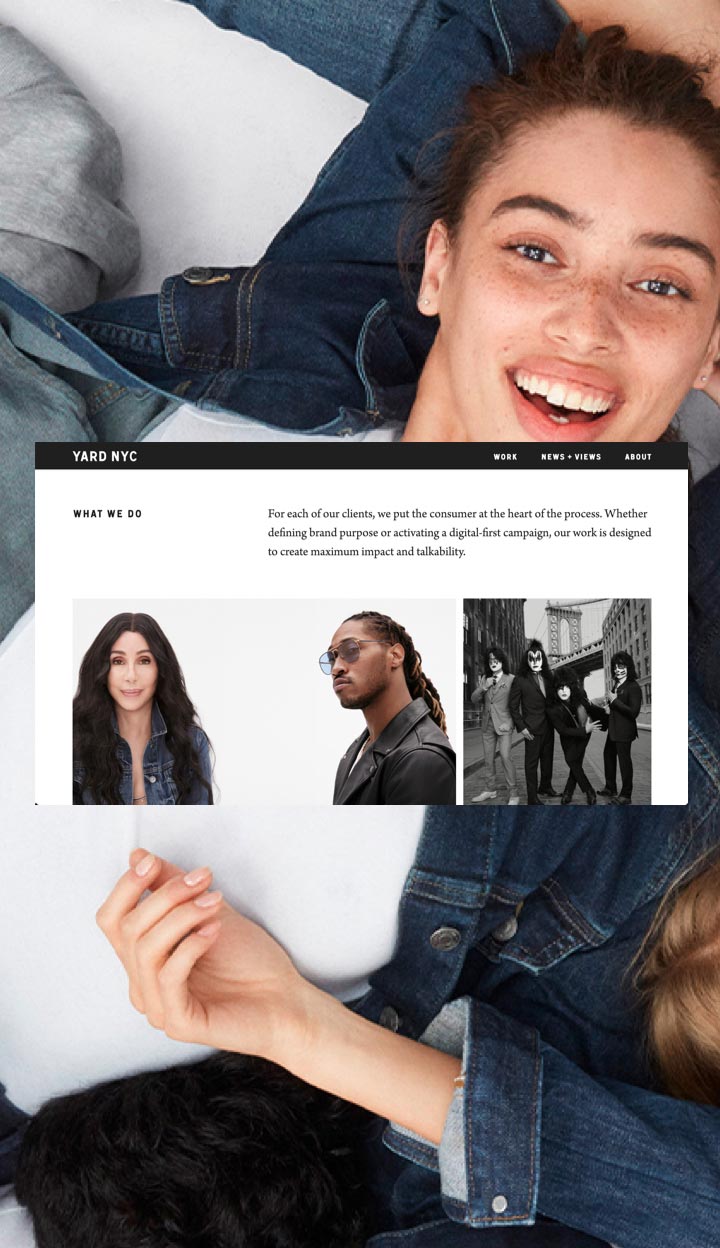 YARD NYC
WORK NEWS + VIEWS ABOUT
WHAT WE DO
For each of our clients, we put the consumer at the heart of the process. Whether
defining brand purpose or activating a digital-first campaign, our work is designed
to create maximum impact and talkability.